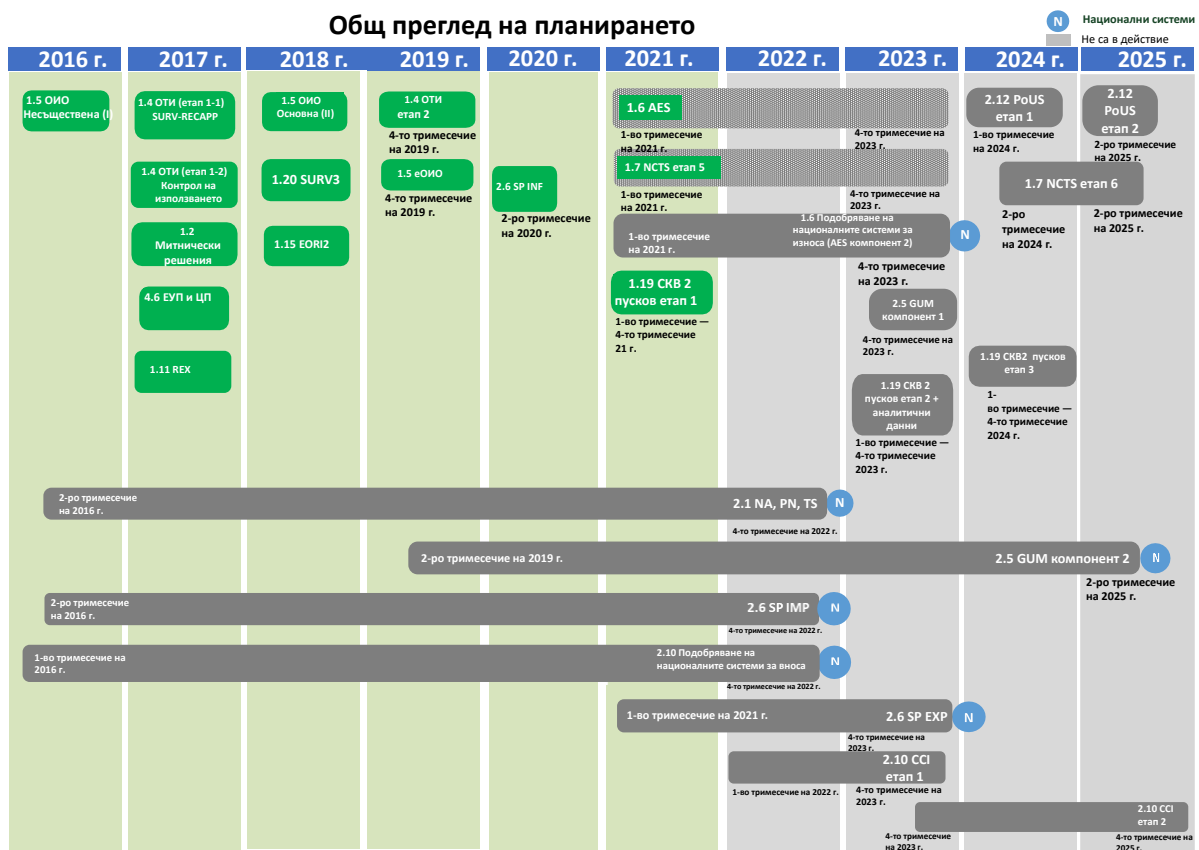 Общ преглед на планирането
N Национални системи
Не са в действие
2016 г. 2017 г. 2018 г. 2019 г. 2020 г. 2021 г. 2022 г. 2023 г. 2024 г. 2025 г.
1.5 ОИО
Несъществена (I)
1.4 ОТИ (етап 1-1)
SURV-RECAPP
1.5 ОИО
Основна (II)
1.4 ОТИ
етап 2
4-то тримесечие
на 2019 г.
1.6 AES
1-во тримесечие
на 2021 г.
4-то тримесечие на
2023 г.
2.12 PoUS
етап 1
1-во тримесечие
на 2024 г.
2.12
PoUS
етап 2
2-ро тримесечие
на 2025 г.
1.4 ОТИ (етап 1-2)
Контрол на
използването
1.20 SURV3
1.5 еОИО
4-то тримесечие
на 2019 г.
2.6 SP INF
2-ро тримесечие
на 2020 г.
1.7 NCTS етап 5
1-во тримесечие
на 2021 г.
4-то тримесечие на
2023 г.
1.7 NCTS етап 6
2-ро
тримесечие
на 2024 г.
2-ро тримесечие
на 2025 г.
1.2
Митнически
решения
1.15 EORI2
1-во тримесечие
на 2021 г.
1.6 Подобряване на
националните системи за
износа (AES компонент 2)
N
4-то тримесечие
на 2023 г.
4.6 ЕУП и ЦП
1.19 СКВ 2
пусков етап 1
1-во тримесечие —
4-то тримесечие
21 г.
2.5 GUM
компонент 1
4-то тримесечие на
2023 г.
1.11 REX
1.19 СКВ2 пусков
етап 3
1-
во тримесечие —
4-то тримесечие
2024 г.
1.19 СКВ 2
пусков етап 2 +
аналитични
данни
1-во тримесечие —
4-то тримесечие
2023 г.
2-ро тримесечие
на 2016 г.
2.1 NA, PN, TS
N
4-то тримесечие на 2022 г.
2-ро тримесечие на 2019 г.
2.5 GUM компонент 2
N
2-ро тримесечие
на 2025 г.
2-ро тримесечие
на 2016 г.
2.6 SP IMP
N
4-то тримесечие на 2022 г.
1-во тримесечие на
2016 г.
2.10 Подобряване на
националните системи за вноса
N
4-то тримесечие на 2022 г.
1-во тримесечие на 2021 г.
2.6 SP EXP
N
4-то тримесечие на
2023 г.
2.10 CCI
етап 1
1-во тримесечие на 2022 г.
4-то тримесечие на
2023 г.
2.10 CCI
етап 2
4-то тримесечие
на 2023 г.
4-то тримесечие на
2025 г.